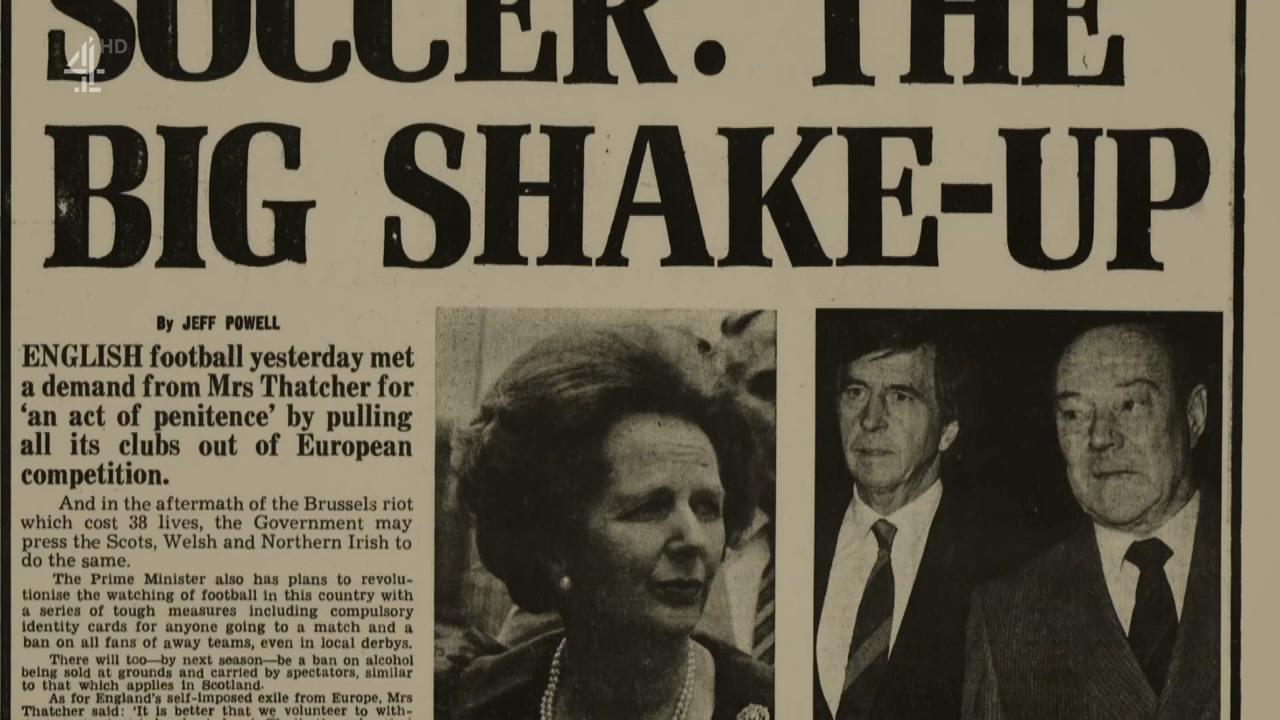 SOCCER. THE
4 HD
BIG SHAKE-UP
By JEFF POWELL
ENGLISH football yesterday met
a demand from Mrs Thatcher for
‘an act of penitence’ by pulling
all its clubs out of European
competition.
And in the aftermath of the Brussels riot
which cost 38 lives, the Government may
press the Scots, Welsh and Northern Irish to
do the same.
The Prime Minister also has plans to revolu-
tionise the watching of football in this country with
a series of tough measures including compulsory
identity cards for anyone going to a match and a
ban on all fans of away teams, even in local derbys.
There will too—by next season—be a ban on alcohol
being sold at grounds and carried by spectators, similar
to that which applies in Scotland.
As for England's self-imposed exile from Europe, Mrs
Thatcher said: 'It is better that we volunteer to with-